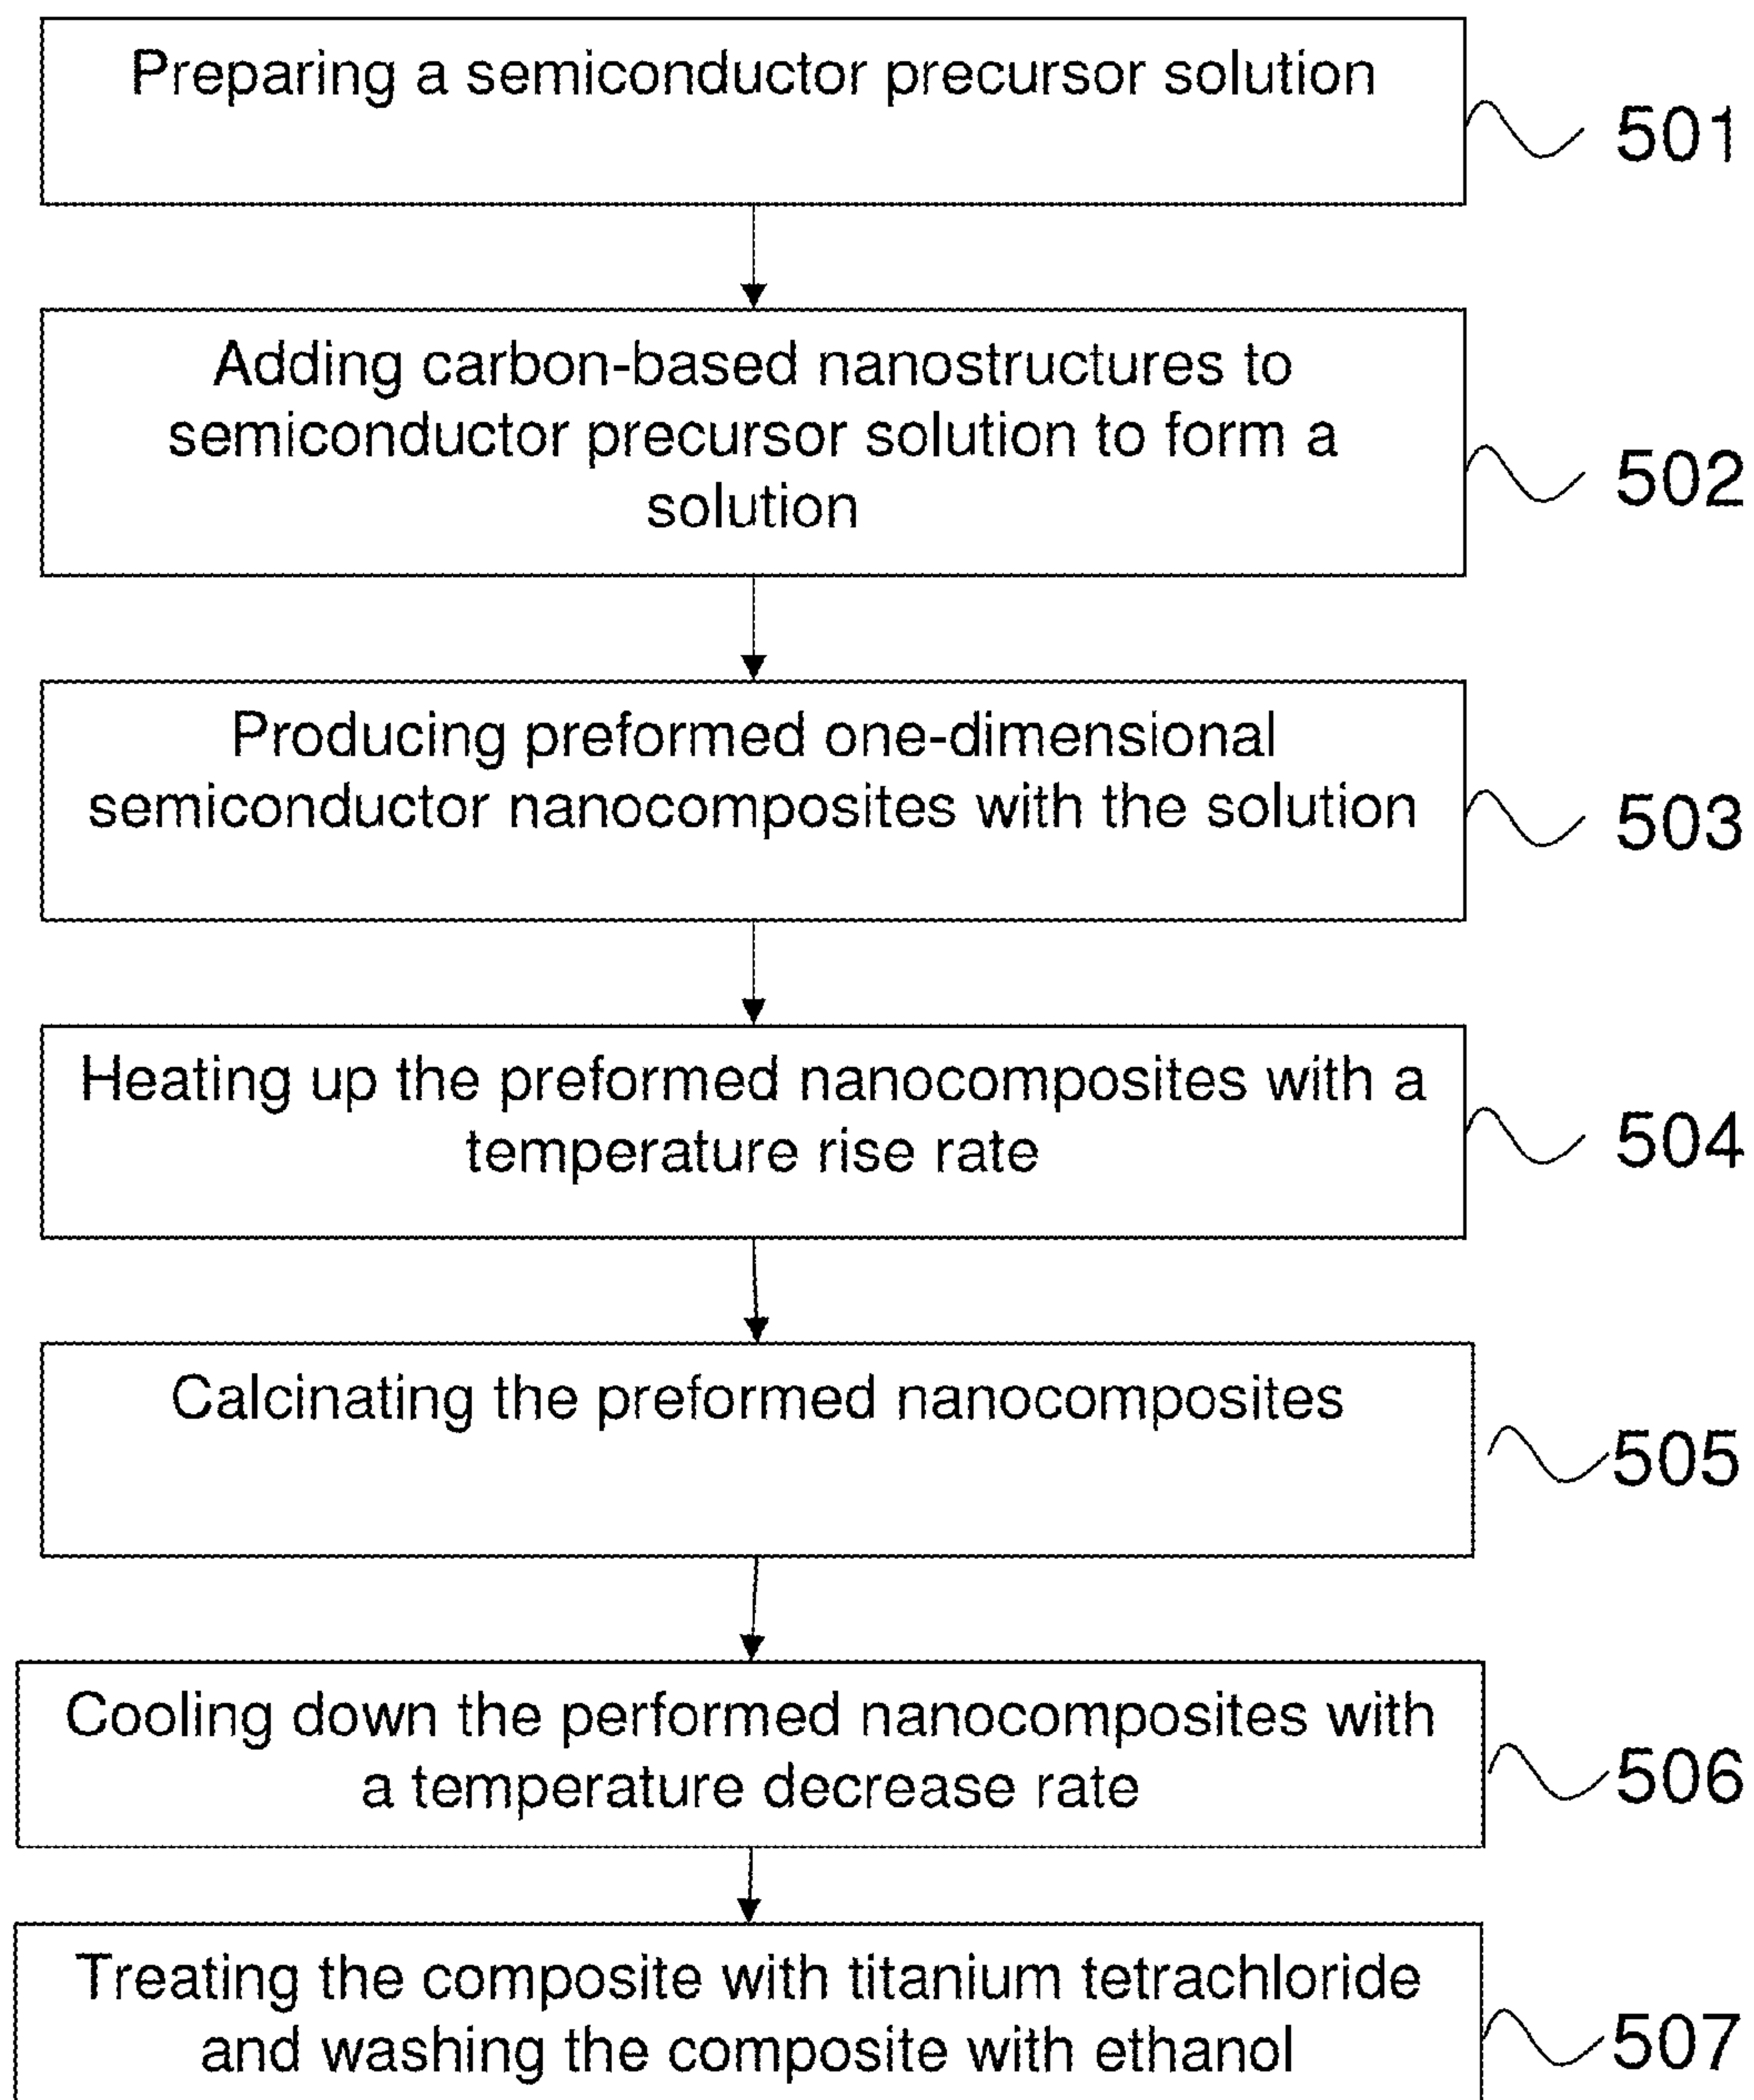 Preparing a semiconductor precursor solution
501
Adding carbon-based nanostructures to
semiconductor precursor solution to form a
solution
502
Producing preformed one-dimensional
semiconductor nanocomposites with the solution
503
Heating up the preformed nanocomposites with a
temperature rise rate
504
Calcinating the preformed nanocomposites
505
Cooling down the performed nanocomposites with
a temperature decrease rate
506
Treating the composite with titanium tetrachloride
and washing the composite with ethanol
507